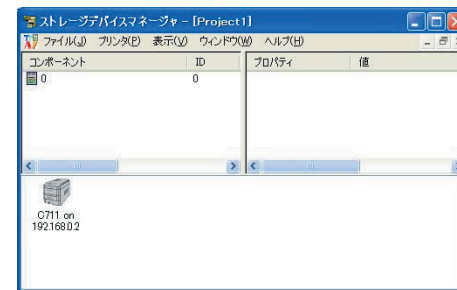 ストレージデバイスマネージャ - [Project1]
ファイル(J) プリンタ(P) 表示(V) ウィンドウ(W) ヘルプ(H)
コンポーネント ID プロパティ 値
0 0
C711 on
192.168.0.2